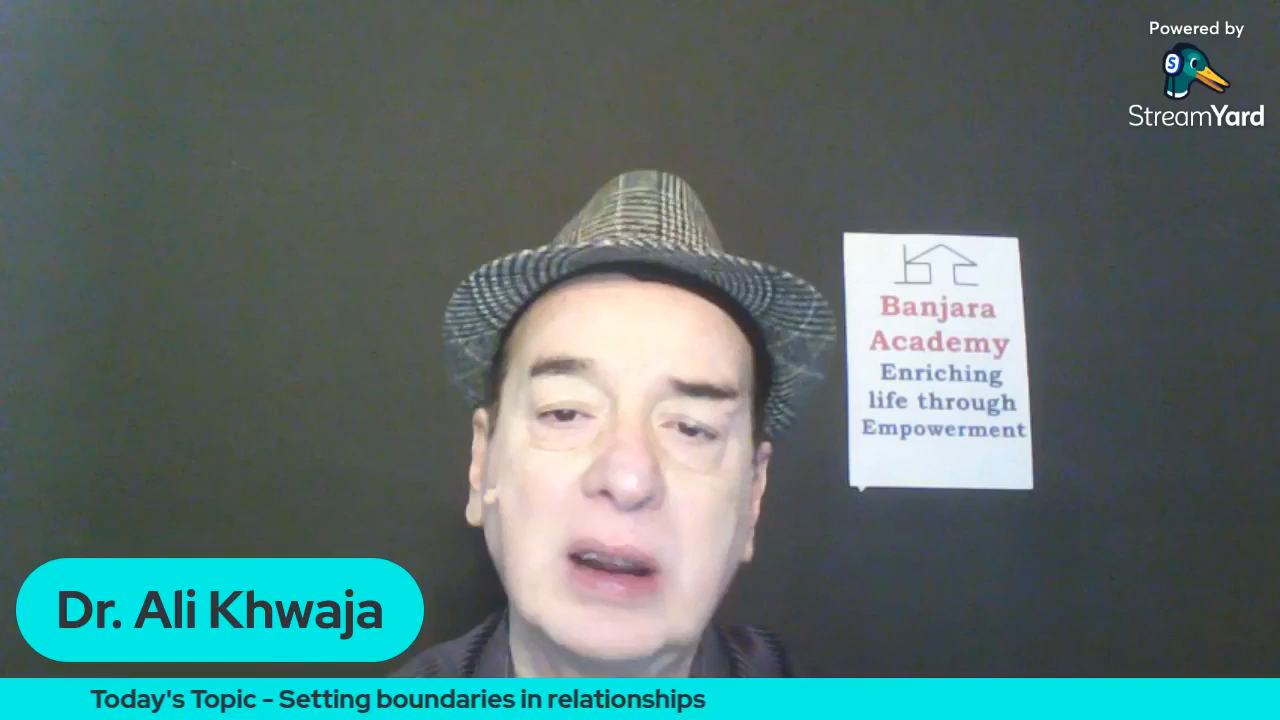 Powered by
StreamYard
Banjara
Academy
Enriching
life through
Empowerment
Dr. Ali Khwaja
Today's Topic - Setting boundaries in relationships